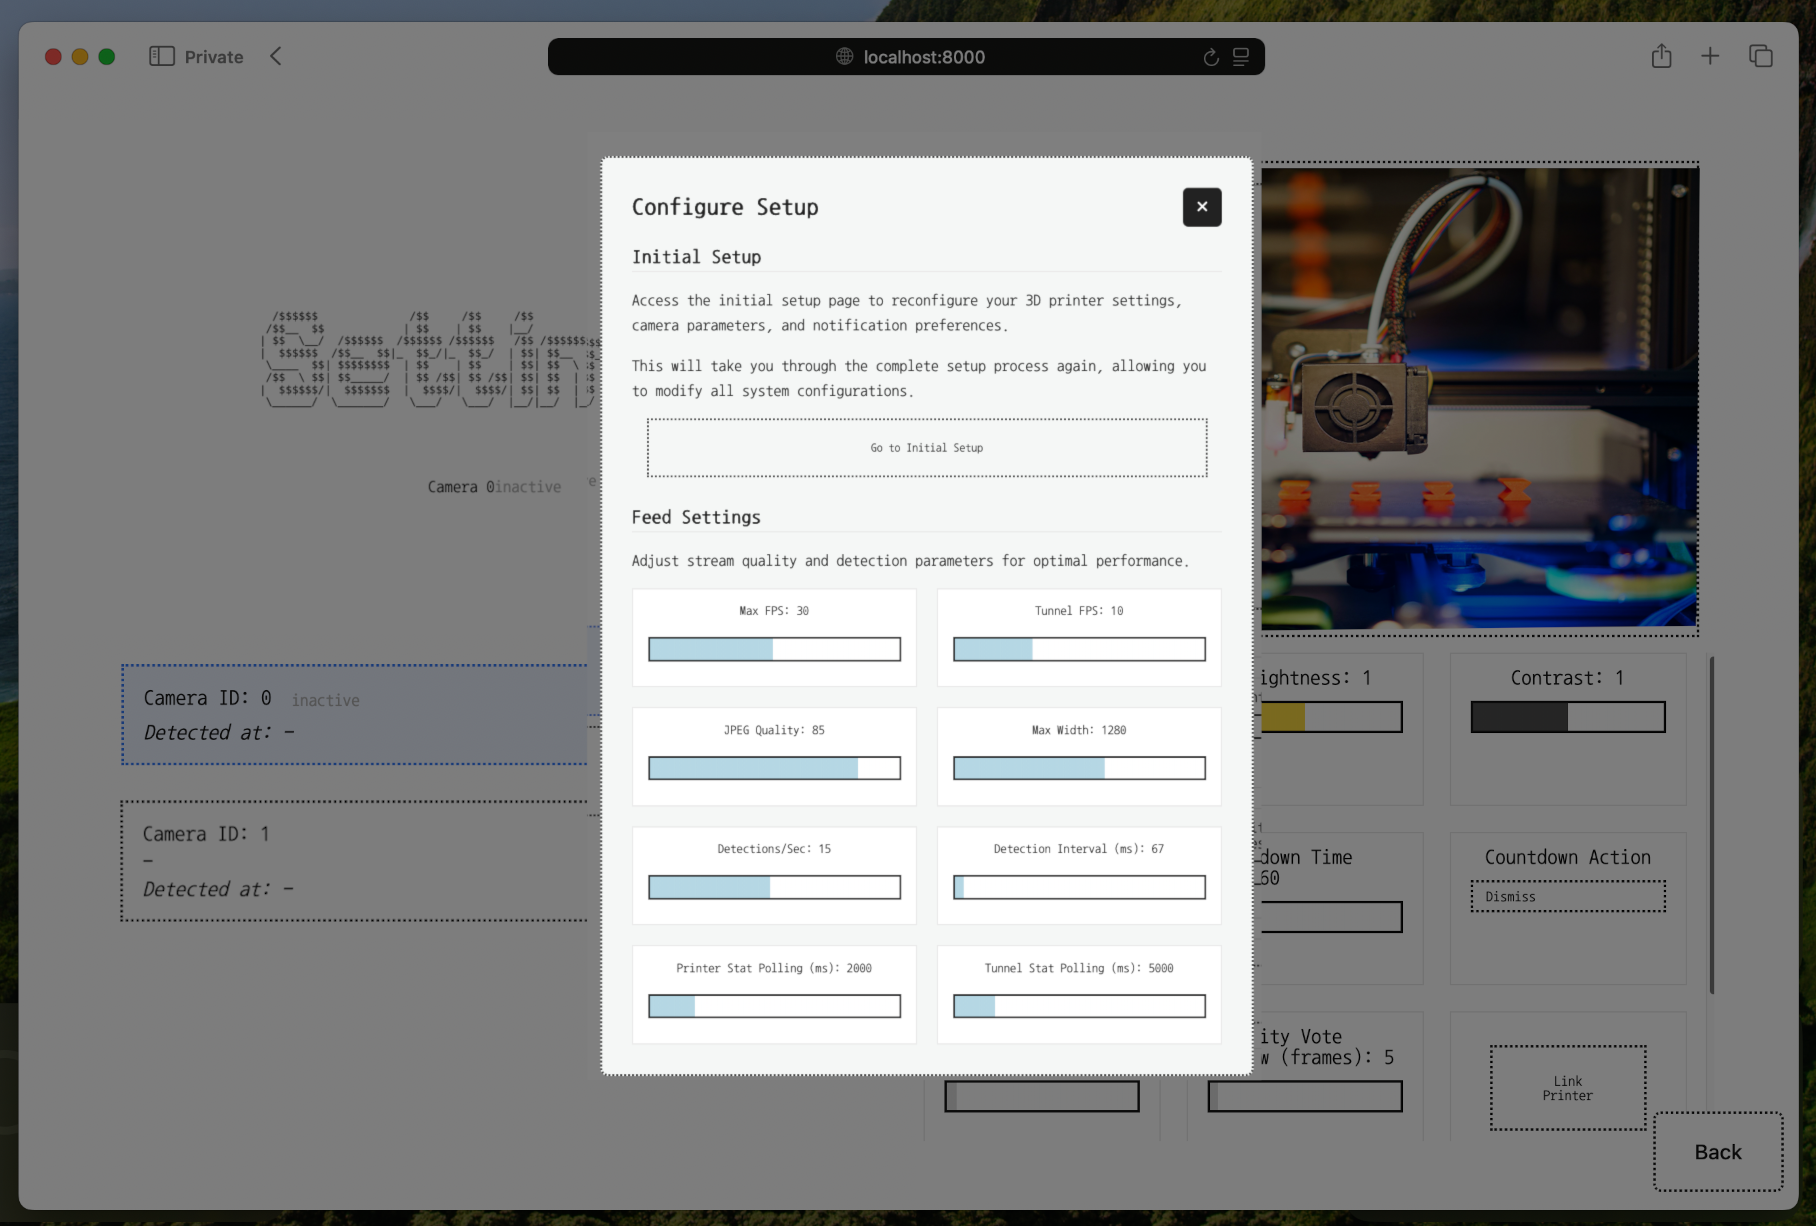 Private
localhost:8000
Configure Setup
Initial Setup
Access the initial setup page to reconfigure your 3D printer settings,
camera parameters, and notification preferences.
This will take you through the complete setup process again, allowing you
to modify all system configurations.
Go to Initial Setup
Feed Settings
Adjust stream quality and detection parameters for optimal performance.
Max FPS: 30
Tunnel FPS: 10
JPEG Quality: 85
Max Width: 1280
Detections/Sec: 15
Detection Interval (ms): 67
Printer Stat Polling (ms): 2000
Tunnel Stat Polling (ms): 5000
Camera 0inactive
Camera ID: 0 inactive
Detected at: –
Camera ID: 1
–
Detected at: –
ightness: 1
Contrast: 1
down Time
60
Countdown Action
Dismiss
ity Vote
w (frames): 5
Link
Printer
Back